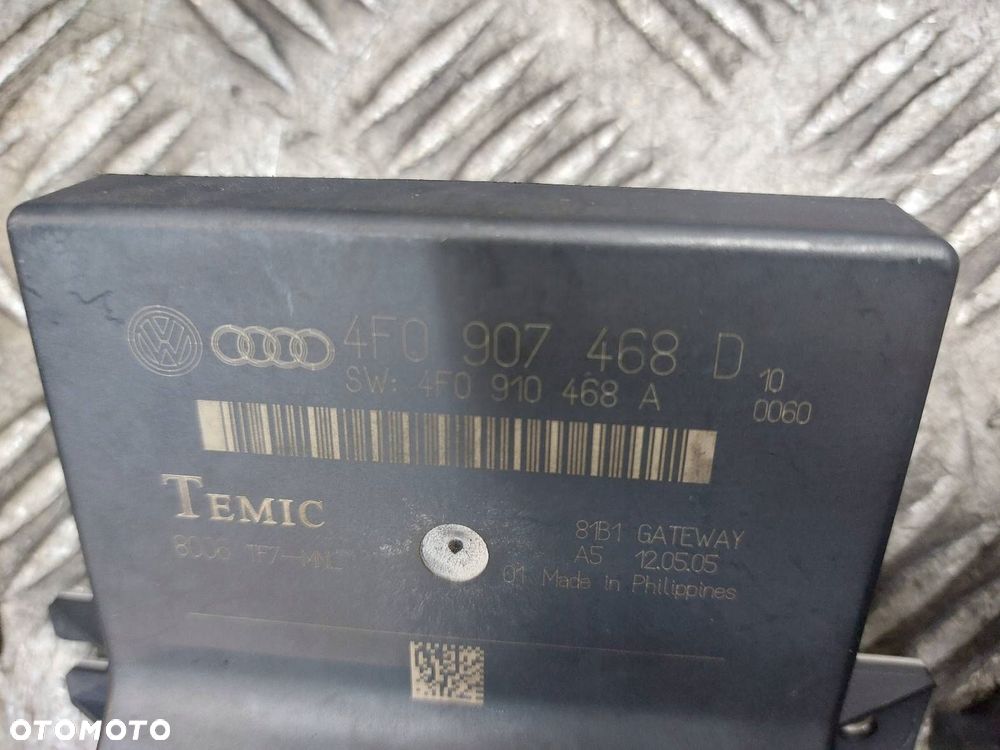 4F0 907 468 D
SW: 4F0 910 468 A
10
0060
TEMIC
81B1 GATEWAY
A5 12.05.05
01 Made in Philippines
OTOMOTO